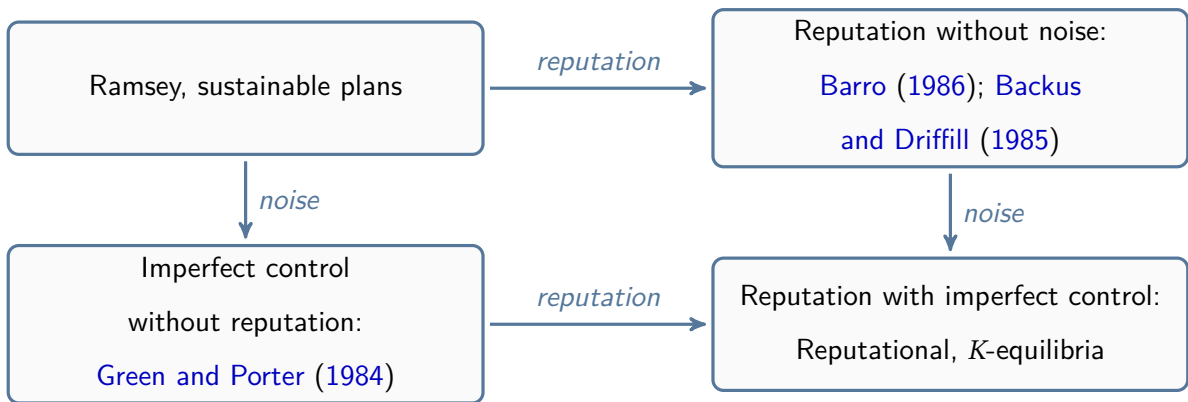 Ramsey, sustainable plans
reputation
Reputation without noise:
Barro (1986); Backus
and Driffill (1985)
noise
noise
Imperfect control
without reputation:
Green and Porter (1984)
reputation
Reputation with imperfect control:
Reputational, K-equilibria